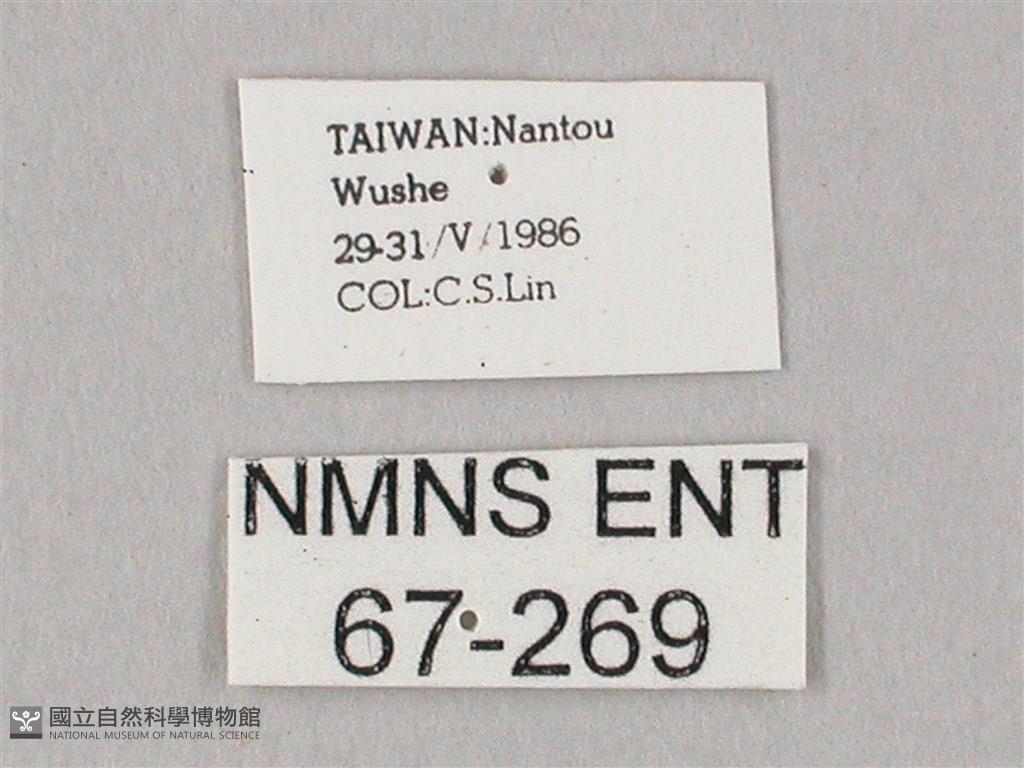 TAIWAN:Nantou
Wushe
29-31/V/1986
COL:C.S.Lin
NMNS ENT
67-269
國立自然科學博物館
NATIONAL MUSEUM OF NATURAL SCIENCE